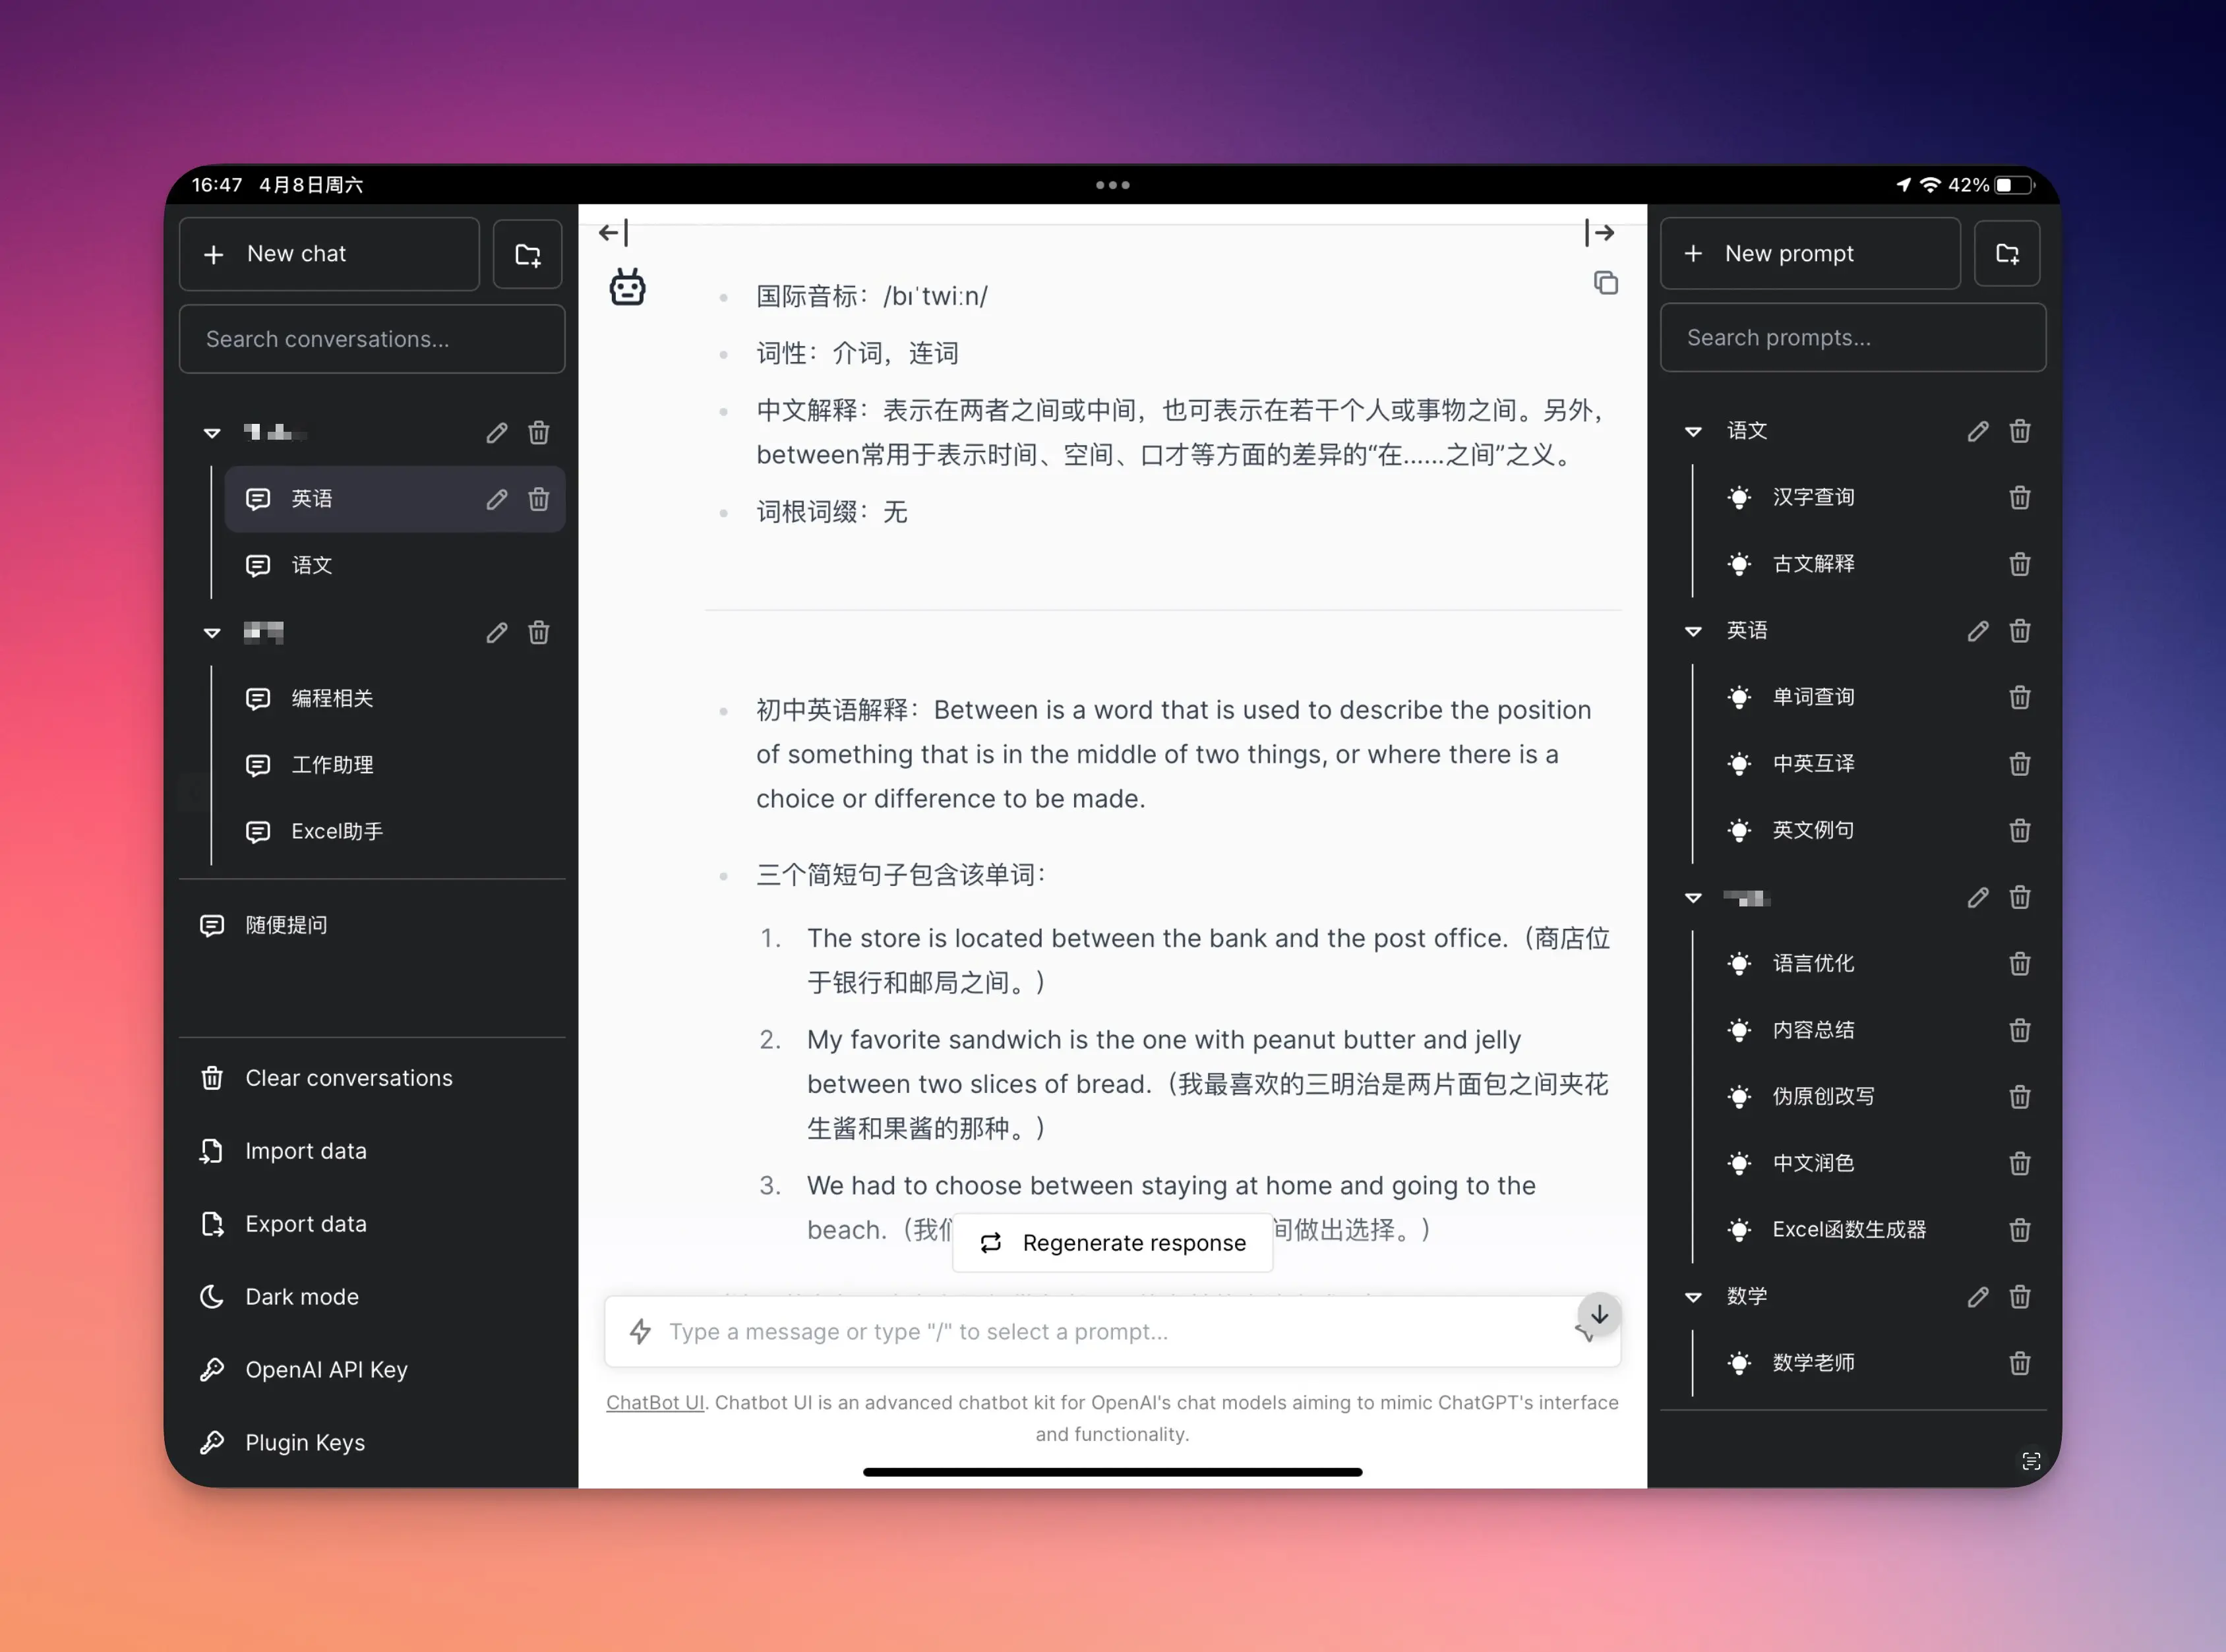 16:47 4月8日周六
42%
New chat
Search conversations...
英语
语文
编程相关
工作助理
Excel助手
随便提问
Clear conversations
Import data
Export data
Dark mode
OpenAI API Key
Plugin Keys
国际音标：/bɪˈtwiːn/
词性：介词，连词
中文解释：表示在两者之间或中间，也可表示在若干个人或事物之间。另外，
between常用于表示时间、空间、口才等方面的差异的“在......之间”之义。
词根词缀：无
初中英语解释：Between is a word that is used to describe the position
of something that is in the middle of two things, or where there is a
choice or difference to be made.
三个简短句子包含该单词：
1. The store is located between the bank and the post office.（商店位
于银行和邮局之间。）
2. My favorite sandwich is the one with peanut butter and jelly
between two slices of bread.（我最喜欢的三明治是两片面包之间夹花
生酱和果酱的那种。）
3. We had to choose between staying at home and going to the
beach.（我们
间做出选择。）
Regenerate response
Type a message or type "/" to select a prompt...
ChatBot UI. Chatbot UI is an advanced chatbot kit for OpenAI's chat models aiming to mimic ChatGPT's interface
and functionality.
New prompt
Search prompts...
语文
汉字查询
古文解释
英语
单词查询
中英互译
英文例句
语言优化
内容总结
伪原创改写
中文润色
Excel函数生成器
数学
数学老师